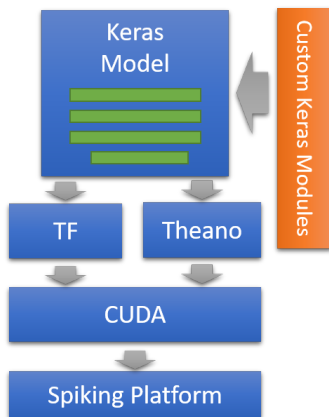 Keras
Model
Custom Keras Modules
TF
Theano
CUDA
Spiking Platform